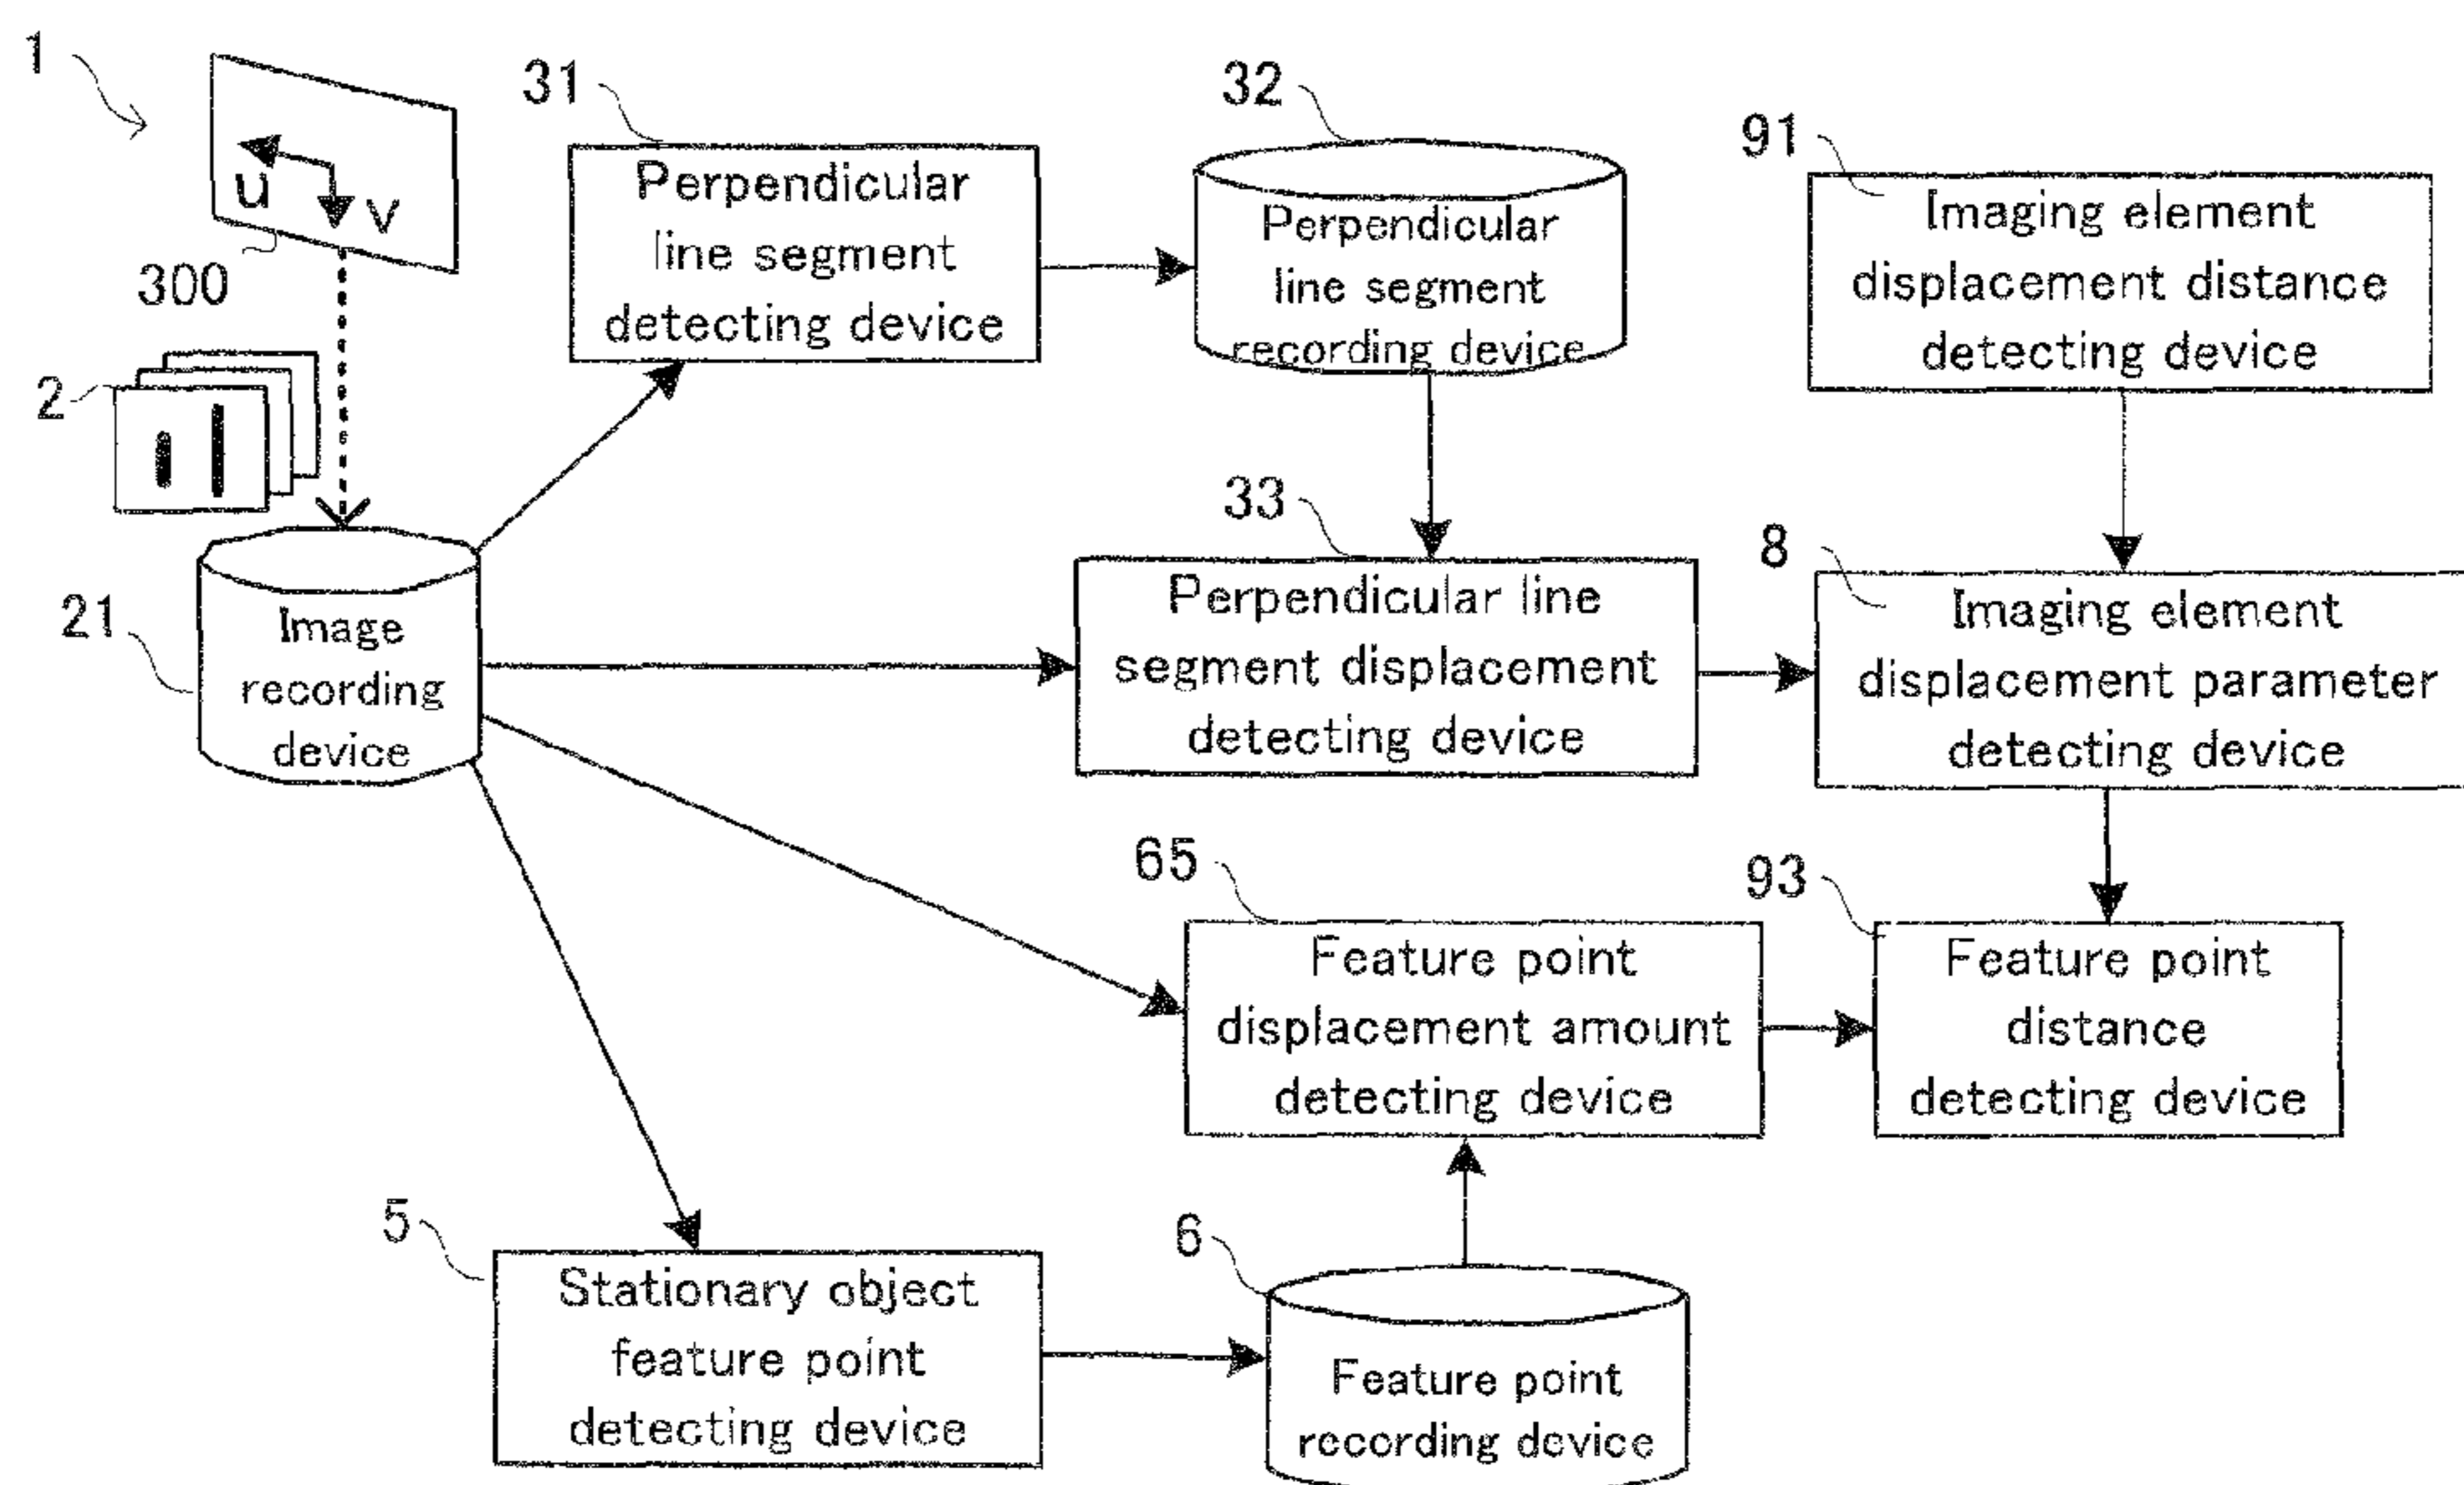 1
u
v
300
2
21
Image
recording
device
31
Perpendicular
line segment
detecting device
32
Perpendicular
line segment
recording device
91
Imaging element
displacement distance
detecting device
33
Perpendicular line
segment displacement
detecting device
8
Imaging element
displacement parameter
detecting device
65
Feature point
displacement amount
detecting device
93
Feature point
distance
detecting device
5
Stationary object
feature point
detecting device
6
Feature point
recording device